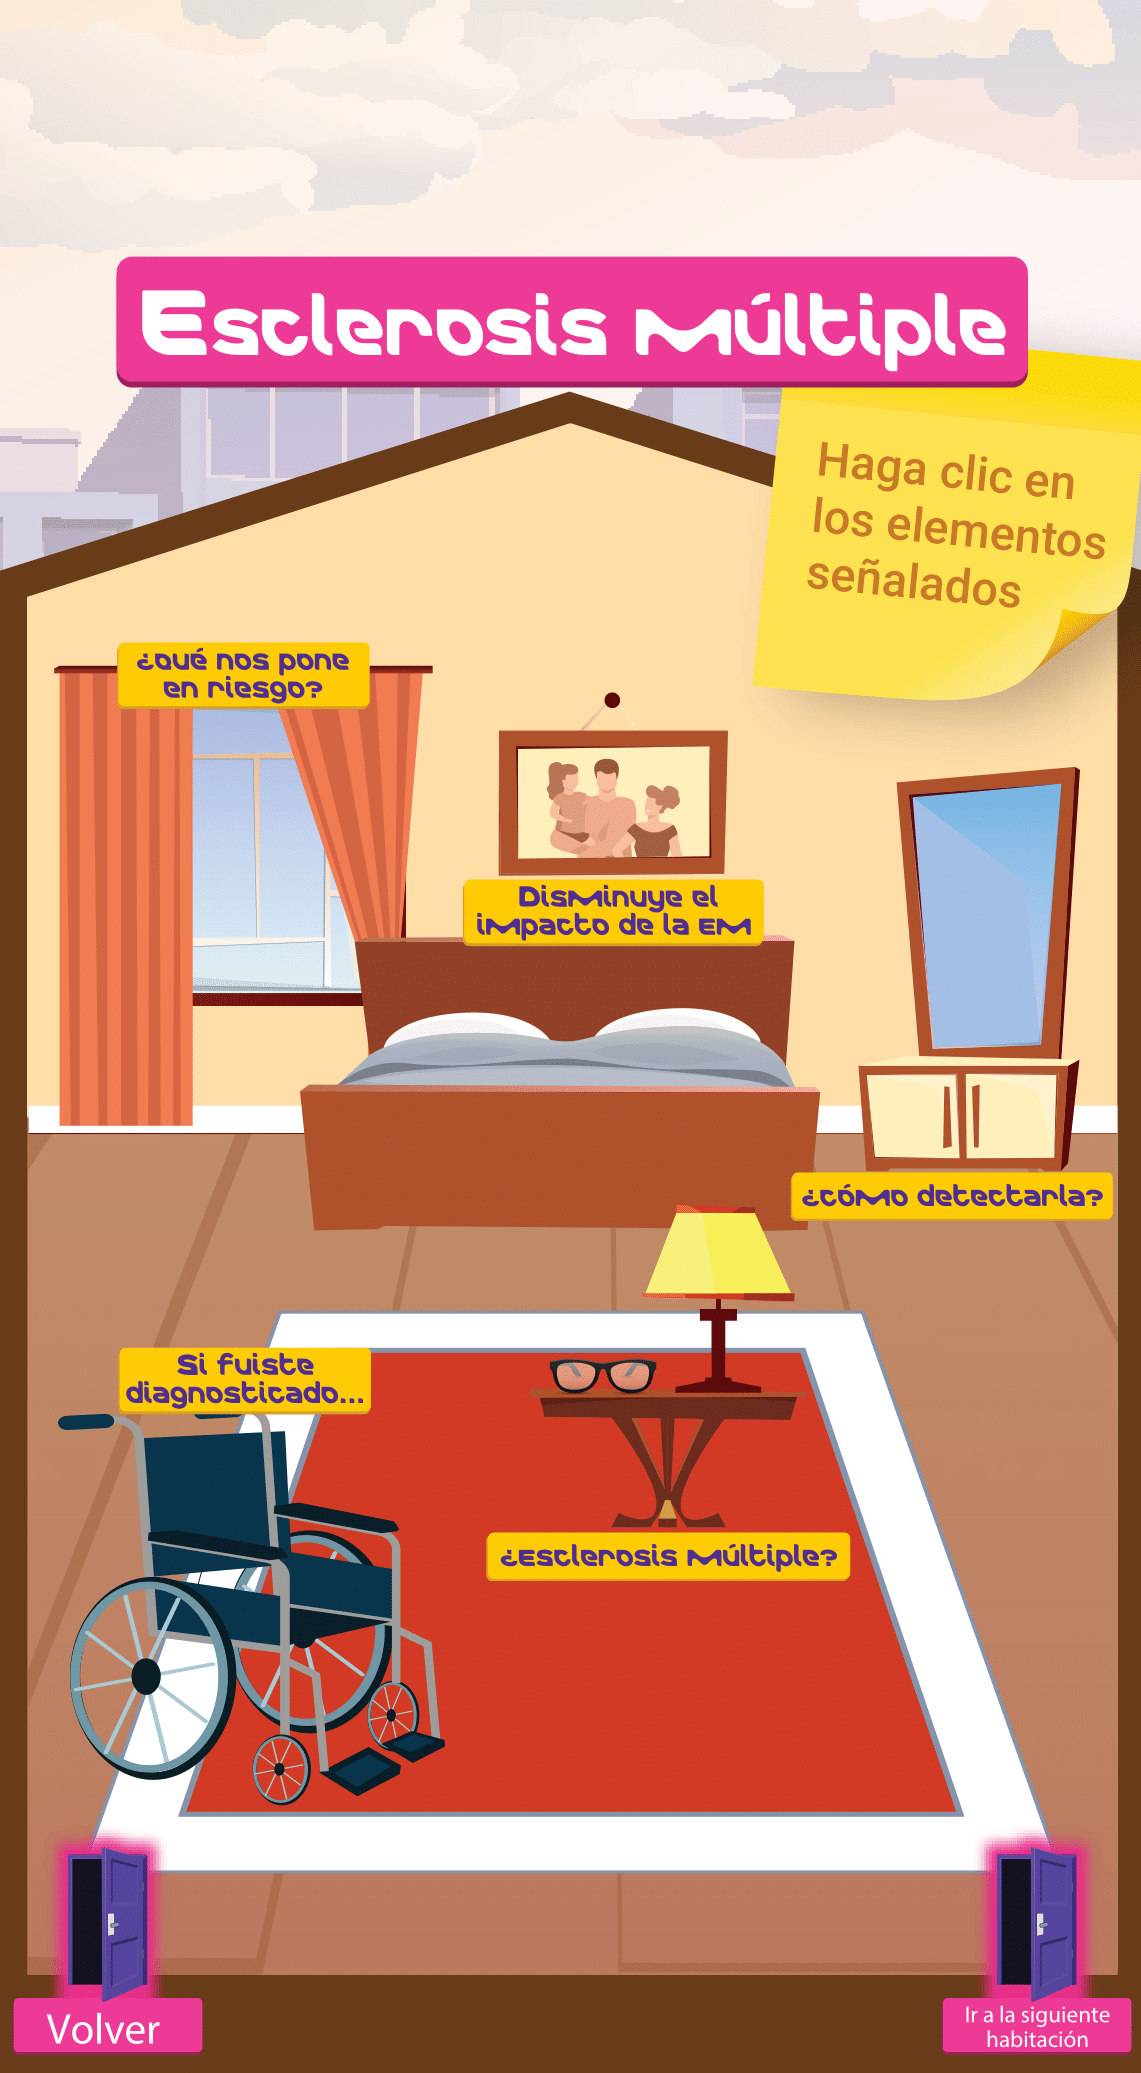 Esclerosis Múltiple
Haga clic en
los elementos
señalados
¿Qué nos pone
en riesgo?
Disminuye el
impacto de la EM
¿Cómo detectarla?
Si fuiste
diagnosticado...
¿Esclerosis Múltiple?
Volver
Ir a la siguiente
habitación